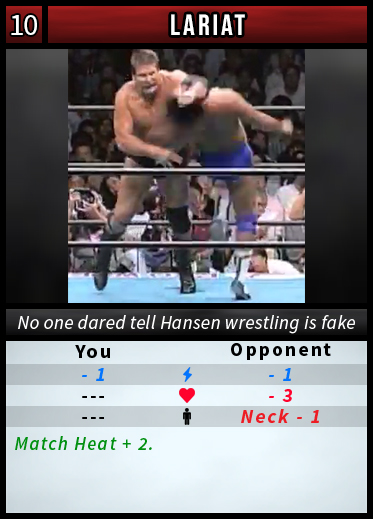 10 LARIAT
No one dared tell Hansen wrestling is fake
You Opponent
- 1 - 1
--- - 3
--- Neck - 1
Match Heat + 2.